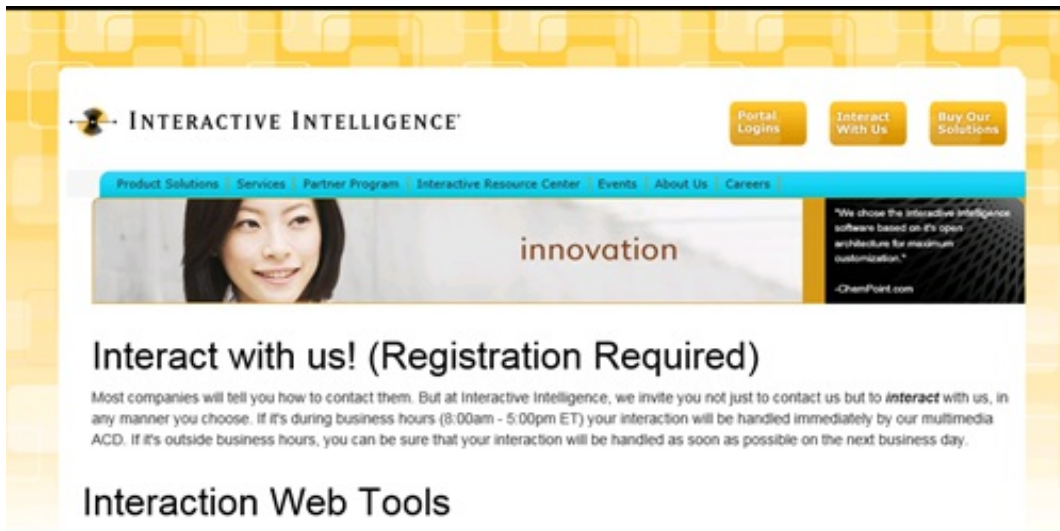 INTERACTIVE INTELLIGENCE®
Portal
Logins
Interact
With Us
Buy Our
Solutions
Product Solutions Services Partner Program Interactive Resource Center Events About Us Careers
innovation
"We chose the interactive intelligence
software based on it's open
architecture for maximum
customization."
-ChemPoint.com
Interact with us! (Registration Required)
Most companies will tell you how to contact them. But at Interactive Intelligence, we invite you not just to contact us but to interact with us, in
any manner you choose. If it's during business hours (8:00am - 5:00pm ET) your interaction will be handled immediately by our multimedia
ACD. If it's outside business hours, you can be sure that your interaction will be handled as soon as possible on the next business day.
Interaction Web Tools